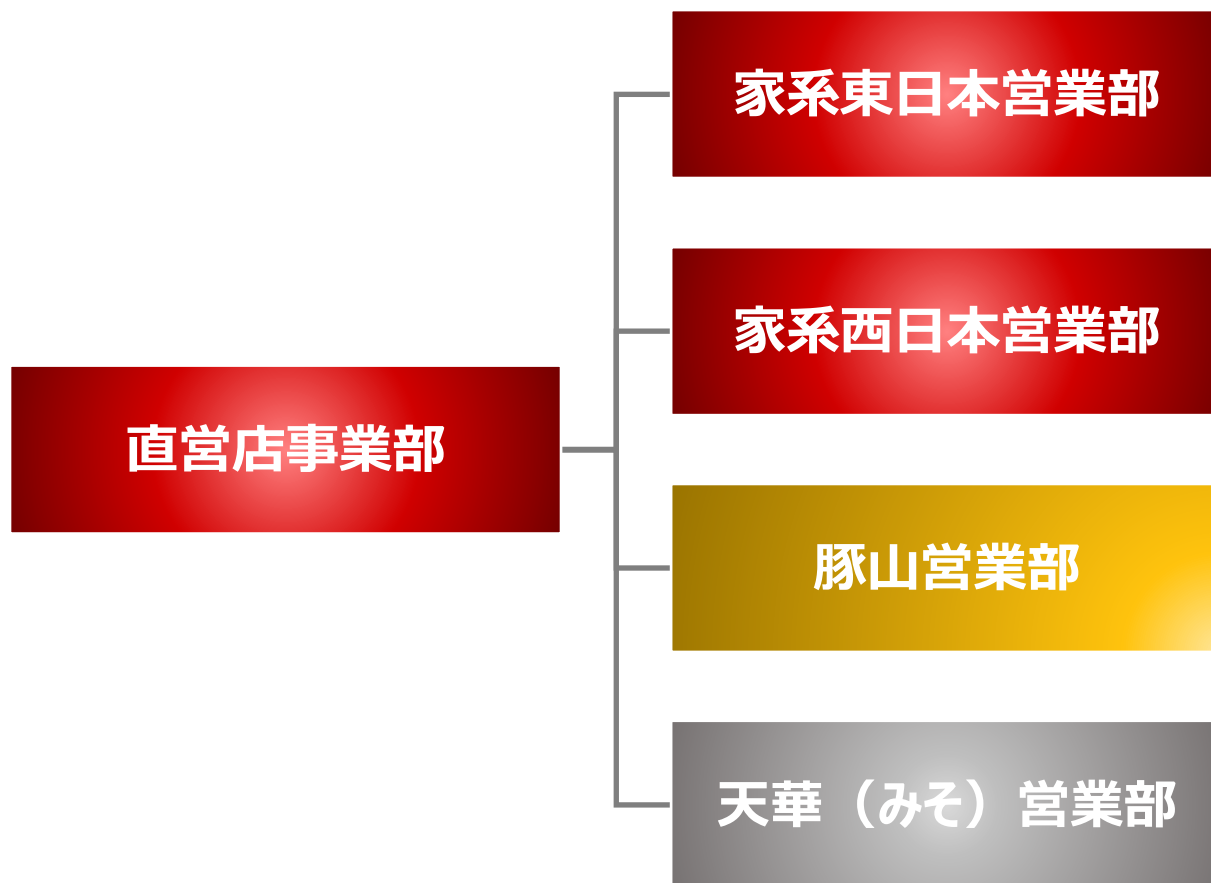 家系東日本営業部
家系西日本営業部
直営店事業部
豚山営業部
天華（みそ）営業部